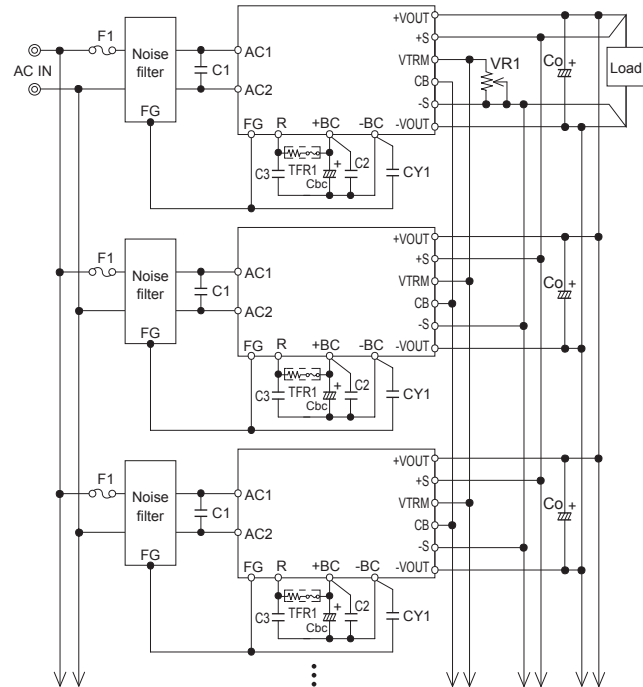 +VOUT
+S
VTRM
CB
-S
-VOUT
VR1
Co
+
Load
F1
AC IN
Noise
filter
FG
C1
AC1
AC2
FG
R
+BC
-BC
C3
TFR1
Cbc
+
C2
CY1
+VOUT
+S
VTRM
CB
-S
-VOUT
Co
+
F1
Noise
filter
FG
C1
AC1
AC2
FG
R
+BC
-BC
C3
TFR1
Cbc
+
C2
CY1
+VOUT
+S
VTRM
CB
-S
-VOUT
Co
+
F1
Noise
filter
FG
C1
AC1
AC2
FG
R
+BC
-BC
C3
TFR1
Cbc
+
C2
CY1